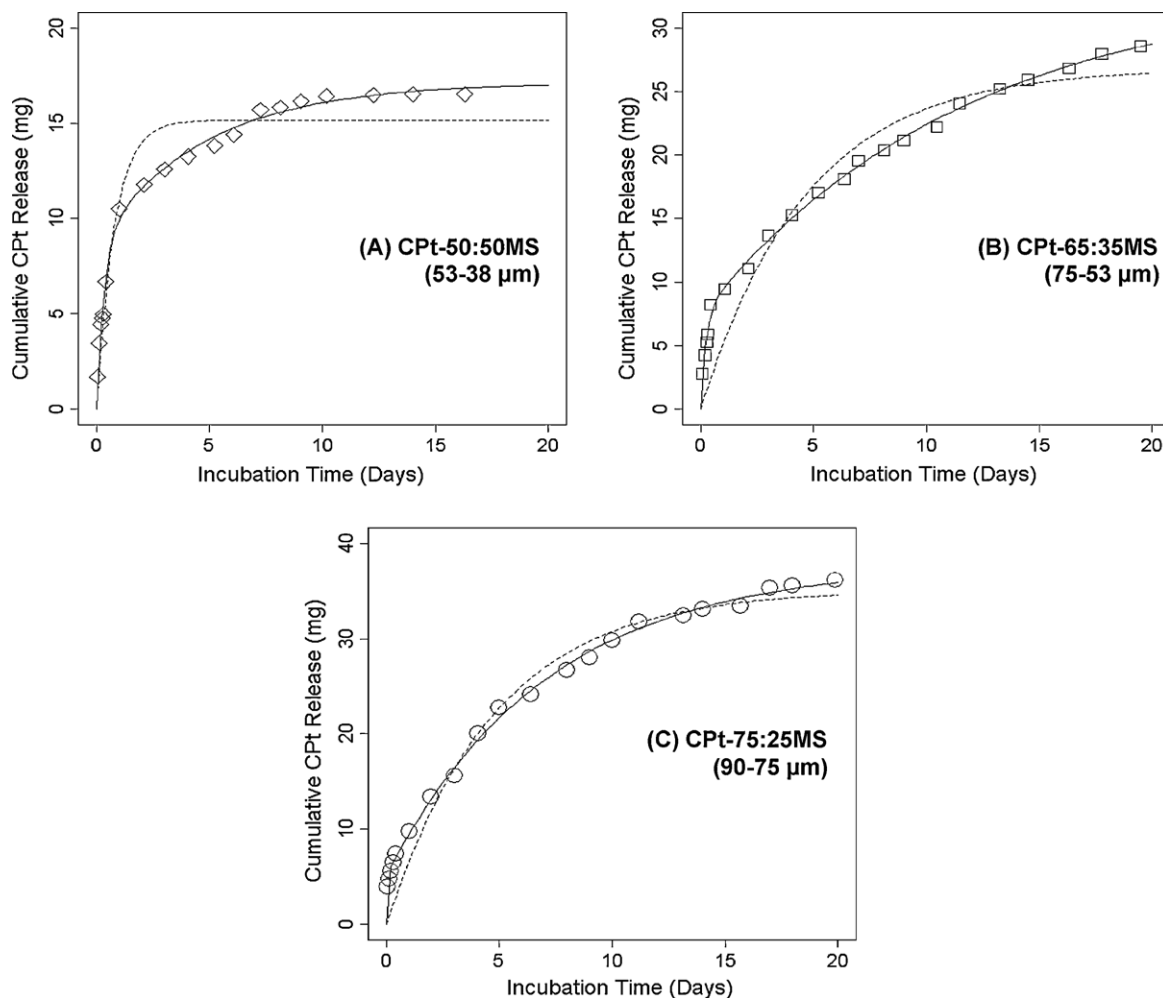 Cumulative CPt Release (mg)
20
15
10
5
0
(A) CPt-50:50MS
(53-38 µm)
0 5 10 15 20
Incubation Time (Days)
Cumulative CPt Release (mg)
30
25
20
15
10
5
0
(B) CPt-65:35MS
(75-53 µm)
0 5 10 15 20
Incubation Time (Days)
Cumulative CPt Release (mg)
40
30
20
10
0
(C) CPt-75:25MS
(90-75 µm)
0 5 10 15 20
Incubation Time (Days)